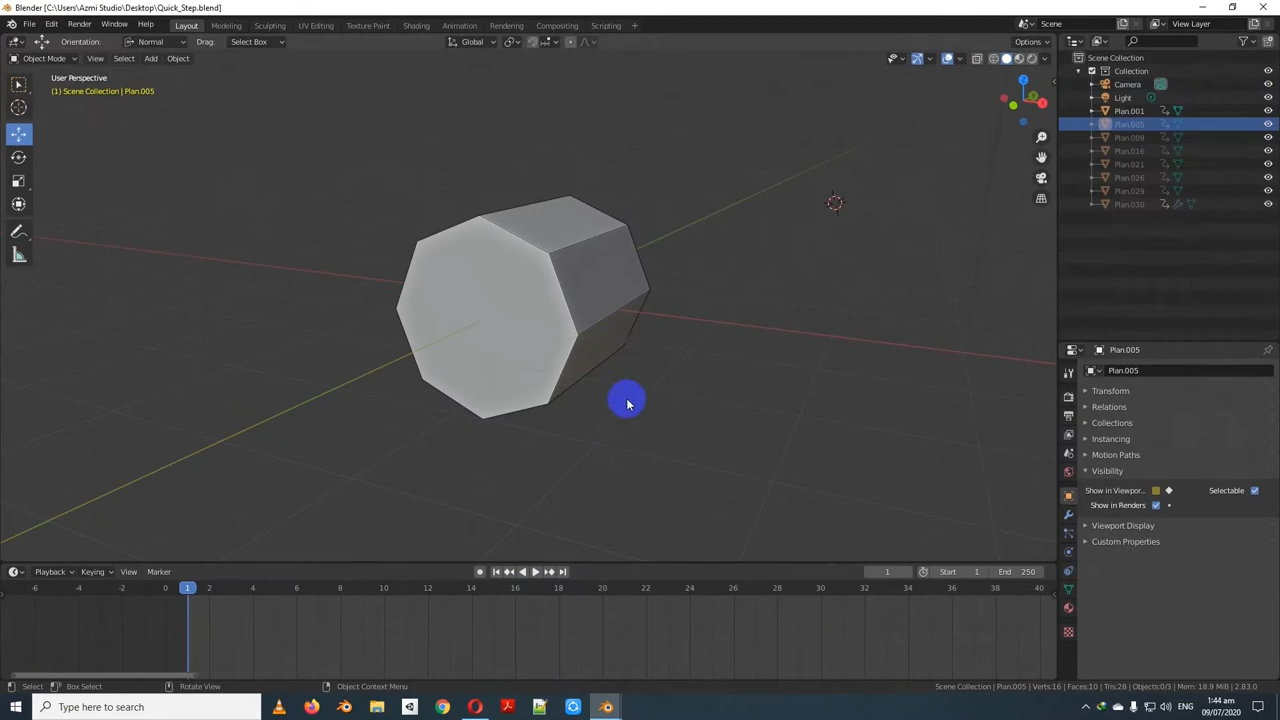 Blender [C:\Users\Azmi Studio\Desktop\Quick_Step.blend]
File Edit Render Window Help Layout Modeling Sculpting UV Editing Texture Paint Shading Animation Rendering Compositing Scripting + Scene View Layer
Orientation: Normal Drag: Select Box Global Options
Object Mode View Select Add Object
User Perspective
(1) Scene Collection | Plan.005
Z
X
Y
Scene Collection
Collection
Camera
Light
Plan.001
Plan.005
Plan.009
Plan.016
Plan.021
Plan.026
Plan.029
Plan.030
Plan.005
Plan.005
Transform
Relations
Collections
Instancing
Motion Paths
Visibility
Show in Viewpor... Selectable
Show in Renders
Viewport Display
Custom Properties
Playback Keying View Marker 1 Start 1 End 250
-6 -4 -2 0 1 2 4 6 8 10 12 14 16 18 20 22 24 26 28 30 32 34 36 38 40
Select Box Select Rotate View Object Context Menu Scene Collection | Plan.005 | Verts:16 | Faces:10 | Tris:28 | Objects:0/3 | Mem: 18.9 MiB | 2.83.0
Type here to search ENG 1:44 am
09/07/2020